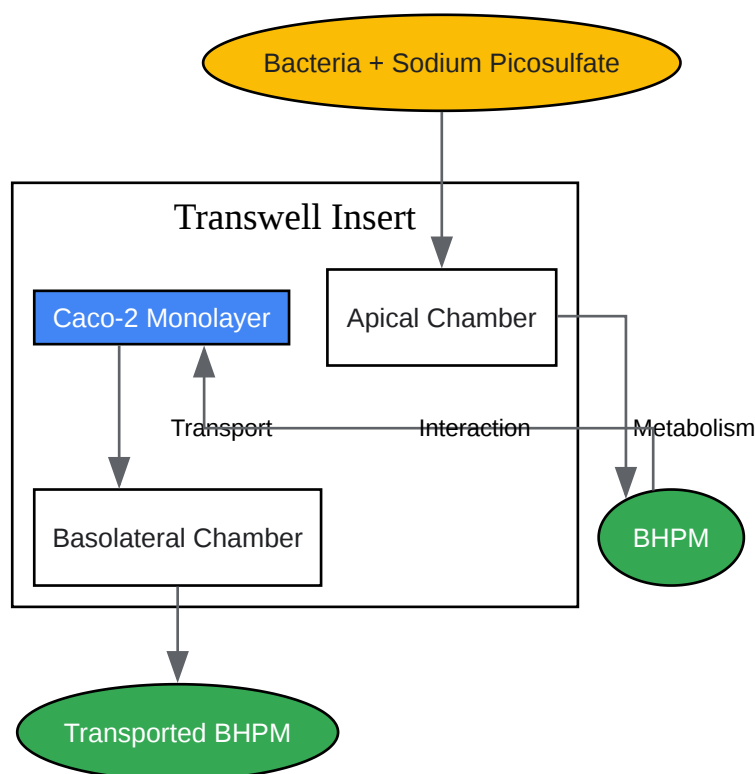 Bacteria + Sodium Picosulfate
Transwell Insert
Caco-2 Monolayer
Apical Chamber
Transport
Interaction
Metabolism
Basolateral Chamber
BHPM
Transported BHPM